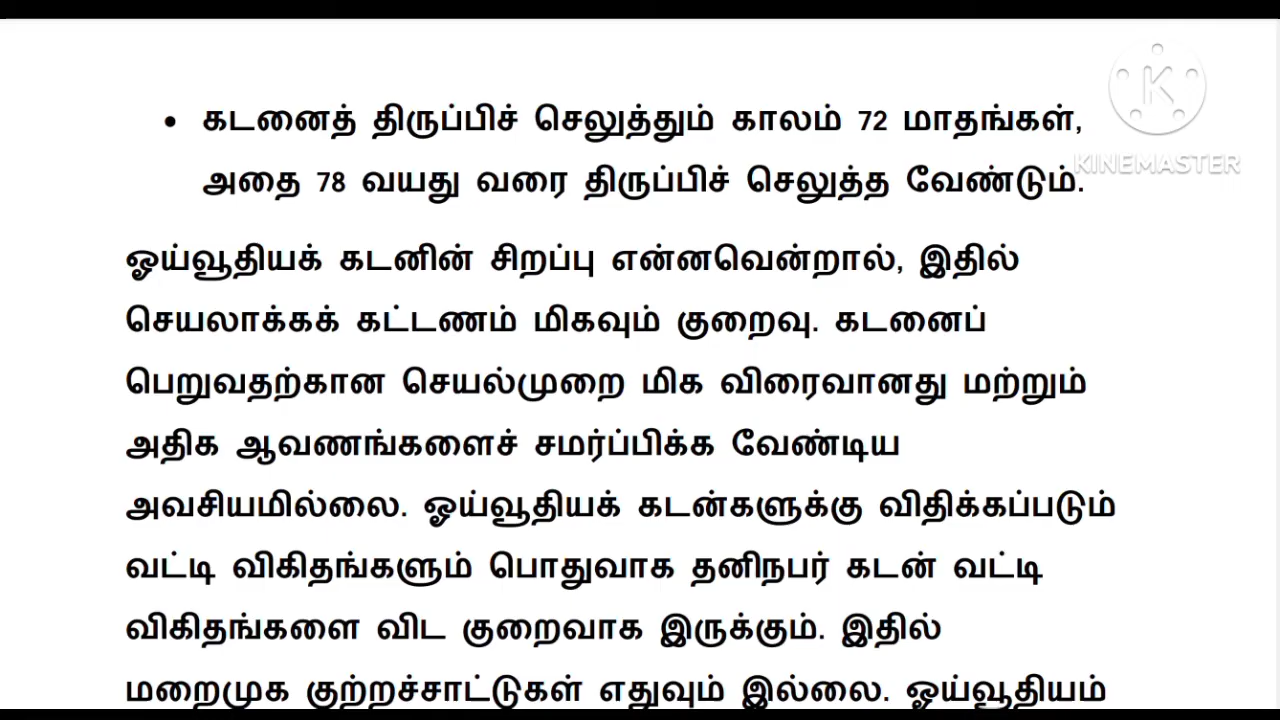 • கடனைத் திருப்பிச் செலுத்தும் காலம் 72 மாதங்கள்,
அதை 78 வயது வரை திருப்பிச் செலுத்த வேண்டும்.
ஓய்வூதியக் கடனின் சிறப்பு என்னவென்றால், இதில்
செயலாக்கக் கட்டணம் மிகவும் குறைவு. கடனைப்
பெறுவதற்கான செயல்முறை மிக விரைவானது மற்றும்
அதிக ஆவணங்களைச் சமர்ப்பிக்க வேண்டிய
அவசியமில்லை. ஓய்வூதியக் கடன்களுக்கு விதிக்கப்படும்
வட்டி விகிதங்களும் பொதுவாக தனிநபர் கடன் வட்டி
விகிதங்களை விட குறைவாக இருக்கும். இதில்
மறைமுக குற்றச்சாட்டுகள் எதுவும் இல்லை. ஓய்வூதியம்
K
KINEMASTER